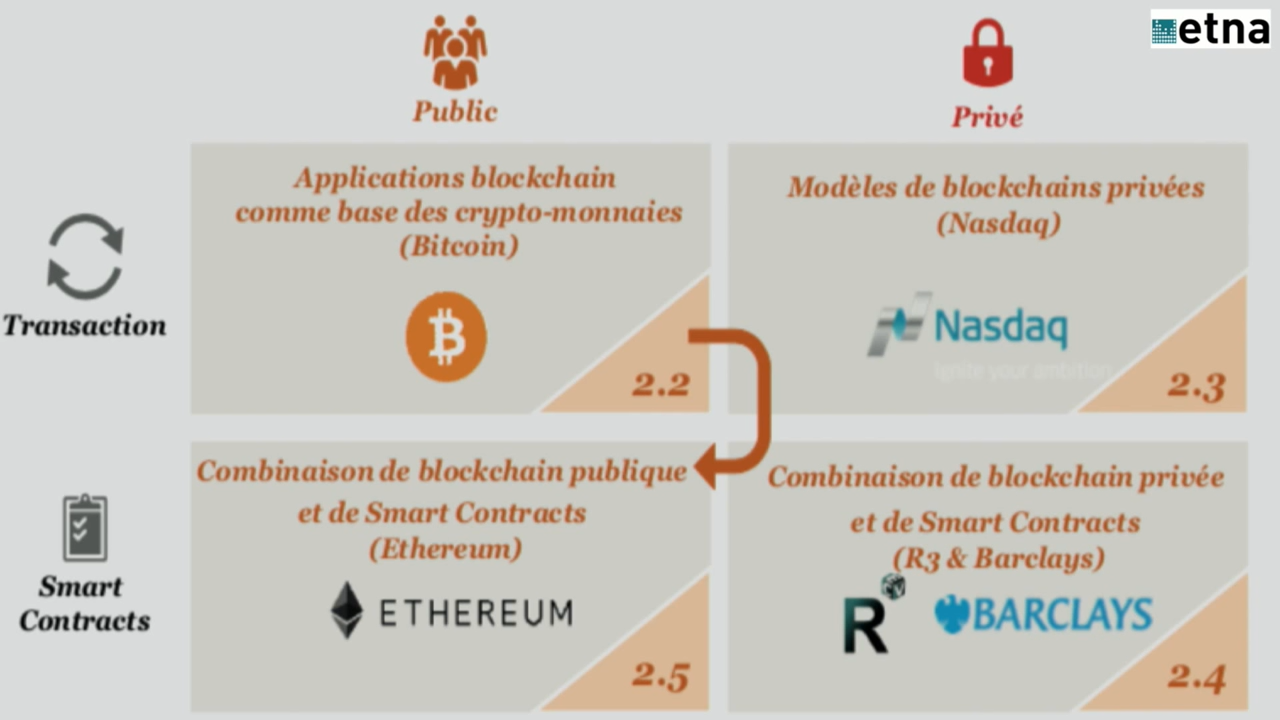 etna
Public
Privé
Applications blockchain
comme base des crypto-monnaies
(Bitcoin)
Modèles de blockchains privées
(Nasdaq)
Transaction
Nasdaq
Ignite your ambition
2.2
2.3
Combinaison de blockchain publique
et de Smart Contracts
(Ethereum)
Combinaison de blockchain privée
et de Smart Contracts
(R3 & Barclays)
Smart
Contracts
ETHEREUM
R
BARCLAYS
2.5
2.4